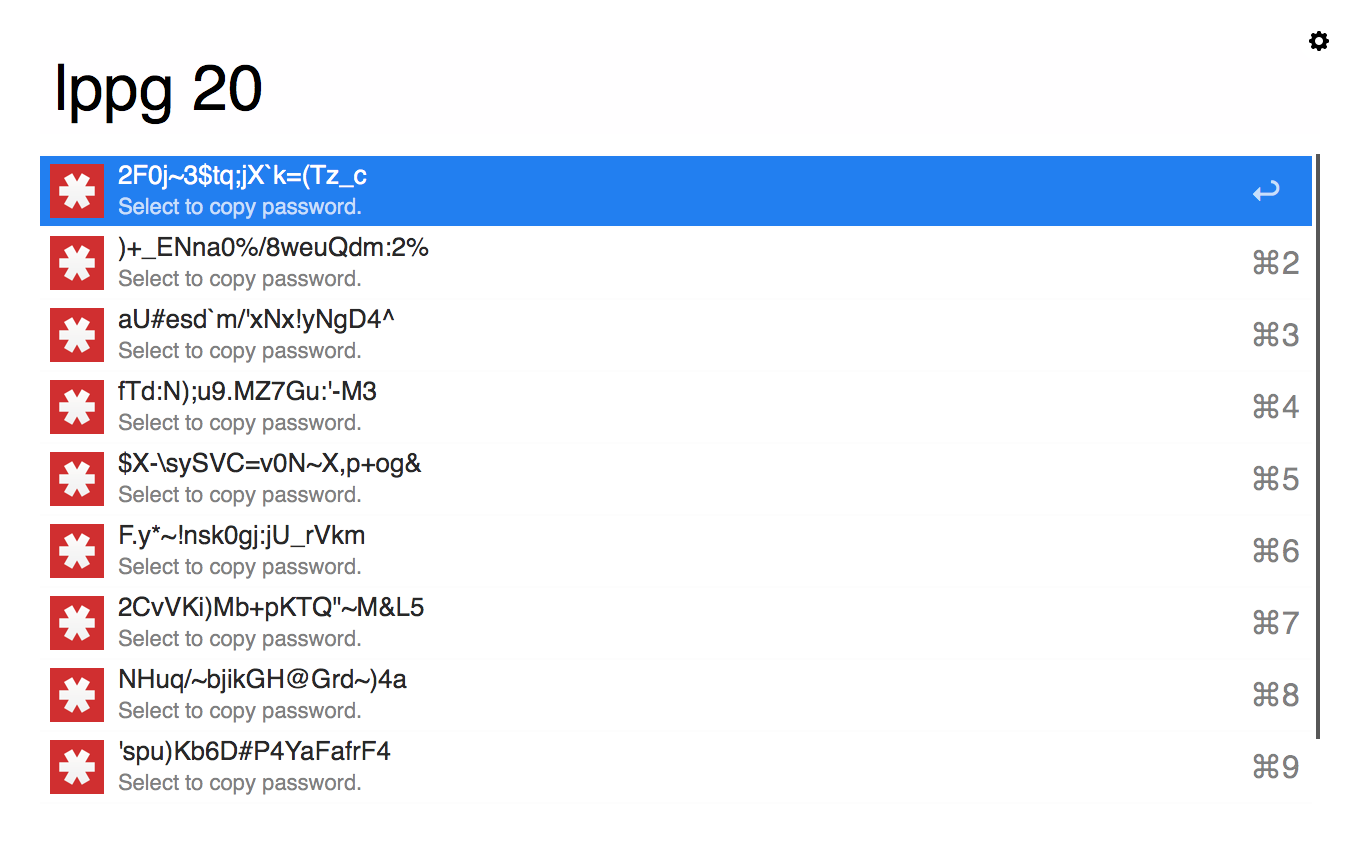 lppg 20
2F0j~3$tq;jX`k=(Tz_c
Select to copy password.
)+_ENna0%/8weuQdm:2%
Select to copy password.
⌘2
aU#esd`m/'xNx!yNgD4^
Select to copy password.
⌘3
fTd:N);u9.MZ7Gu:'-M3
Select to copy password.
⌘4
$X-\sySVC=v0N~X,p+og&
Select to copy password.
⌘5
F.y*~!nsk0gj:jU_rVkm
Select to copy password.
⌘6
2CvVKi)Mb+pKTQ"~M&L5
Select to copy password.
⌘7
NHuq/~bjikGH@Grd~)4a
Select to copy password.
⌘8
'spu)Kb6D#P4YaFafrF4
Select to copy password.
⌘9